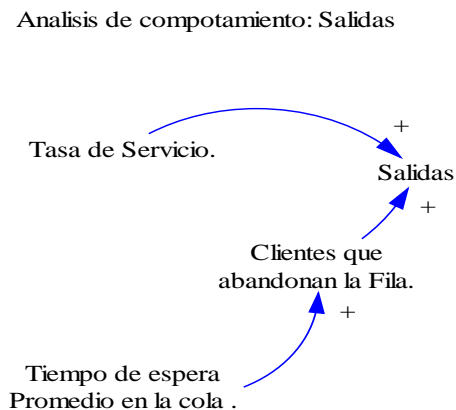 Analisis de compotamiento: Salidas
+
Tasa de Servicio.
Salidas
+
Clientes que
abandonan la Fila.
+
Tiempo de espera
Promedio en la cola .